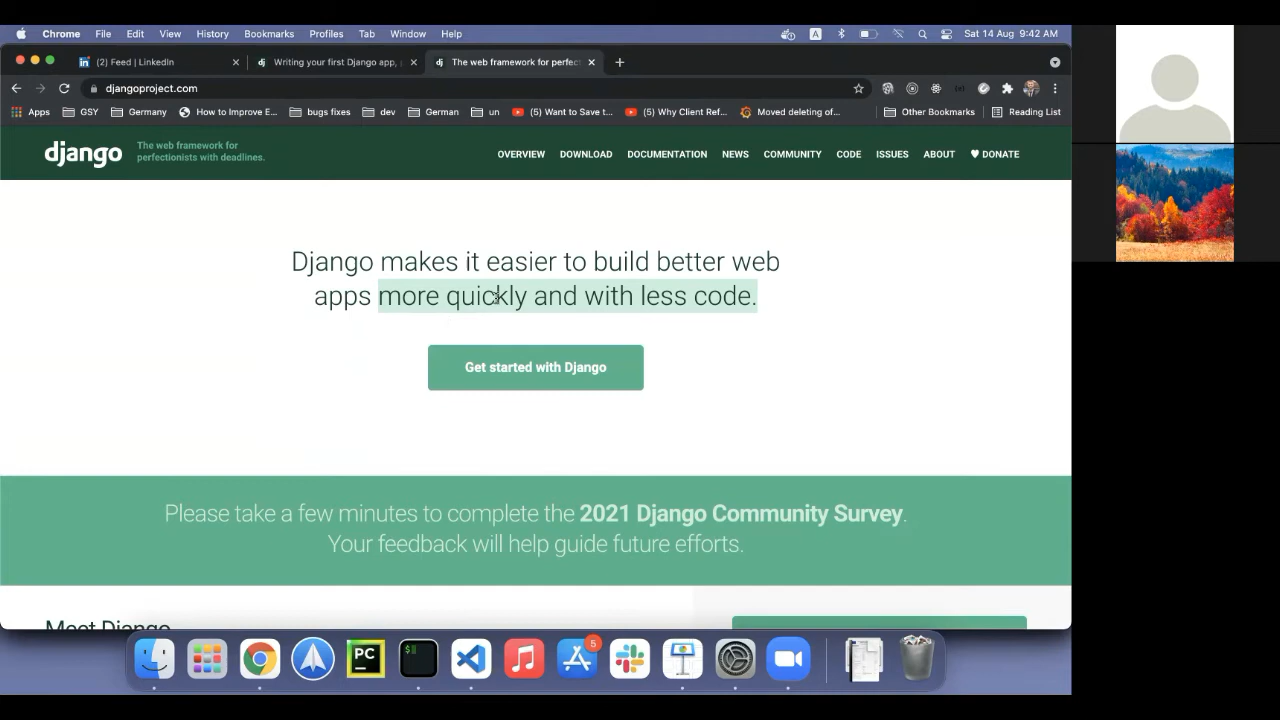 Chrome File Edit View History Bookmarks Profiles Tab Window Help
A
Sat 14 Aug 9:42 AM
(2) Feed | LinkedIn
Writing your first Django app,
The web framework for perfect
djangoproject.com
Apps GSY Germany How to Improve E... bugs fixes dev German un (5) Want to Save t... (5) Why Client Ref... Moved deleting of... Other Bookmarks Reading List
django
The web framework for
perfectionists with deadlines.
OVERVIEW DOWNLOAD DOCUMENTATION NEWS COMMUNITY CODE ISSUES ABOUT ♥ DONATE
Django makes it easier to build better web
apps more quickly and with less code.
Get started with Django
Please take a few minutes to complete the 2021 Django Community Survey.
Your feedback will help guide future efforts.
Meet Django
PC
$
5